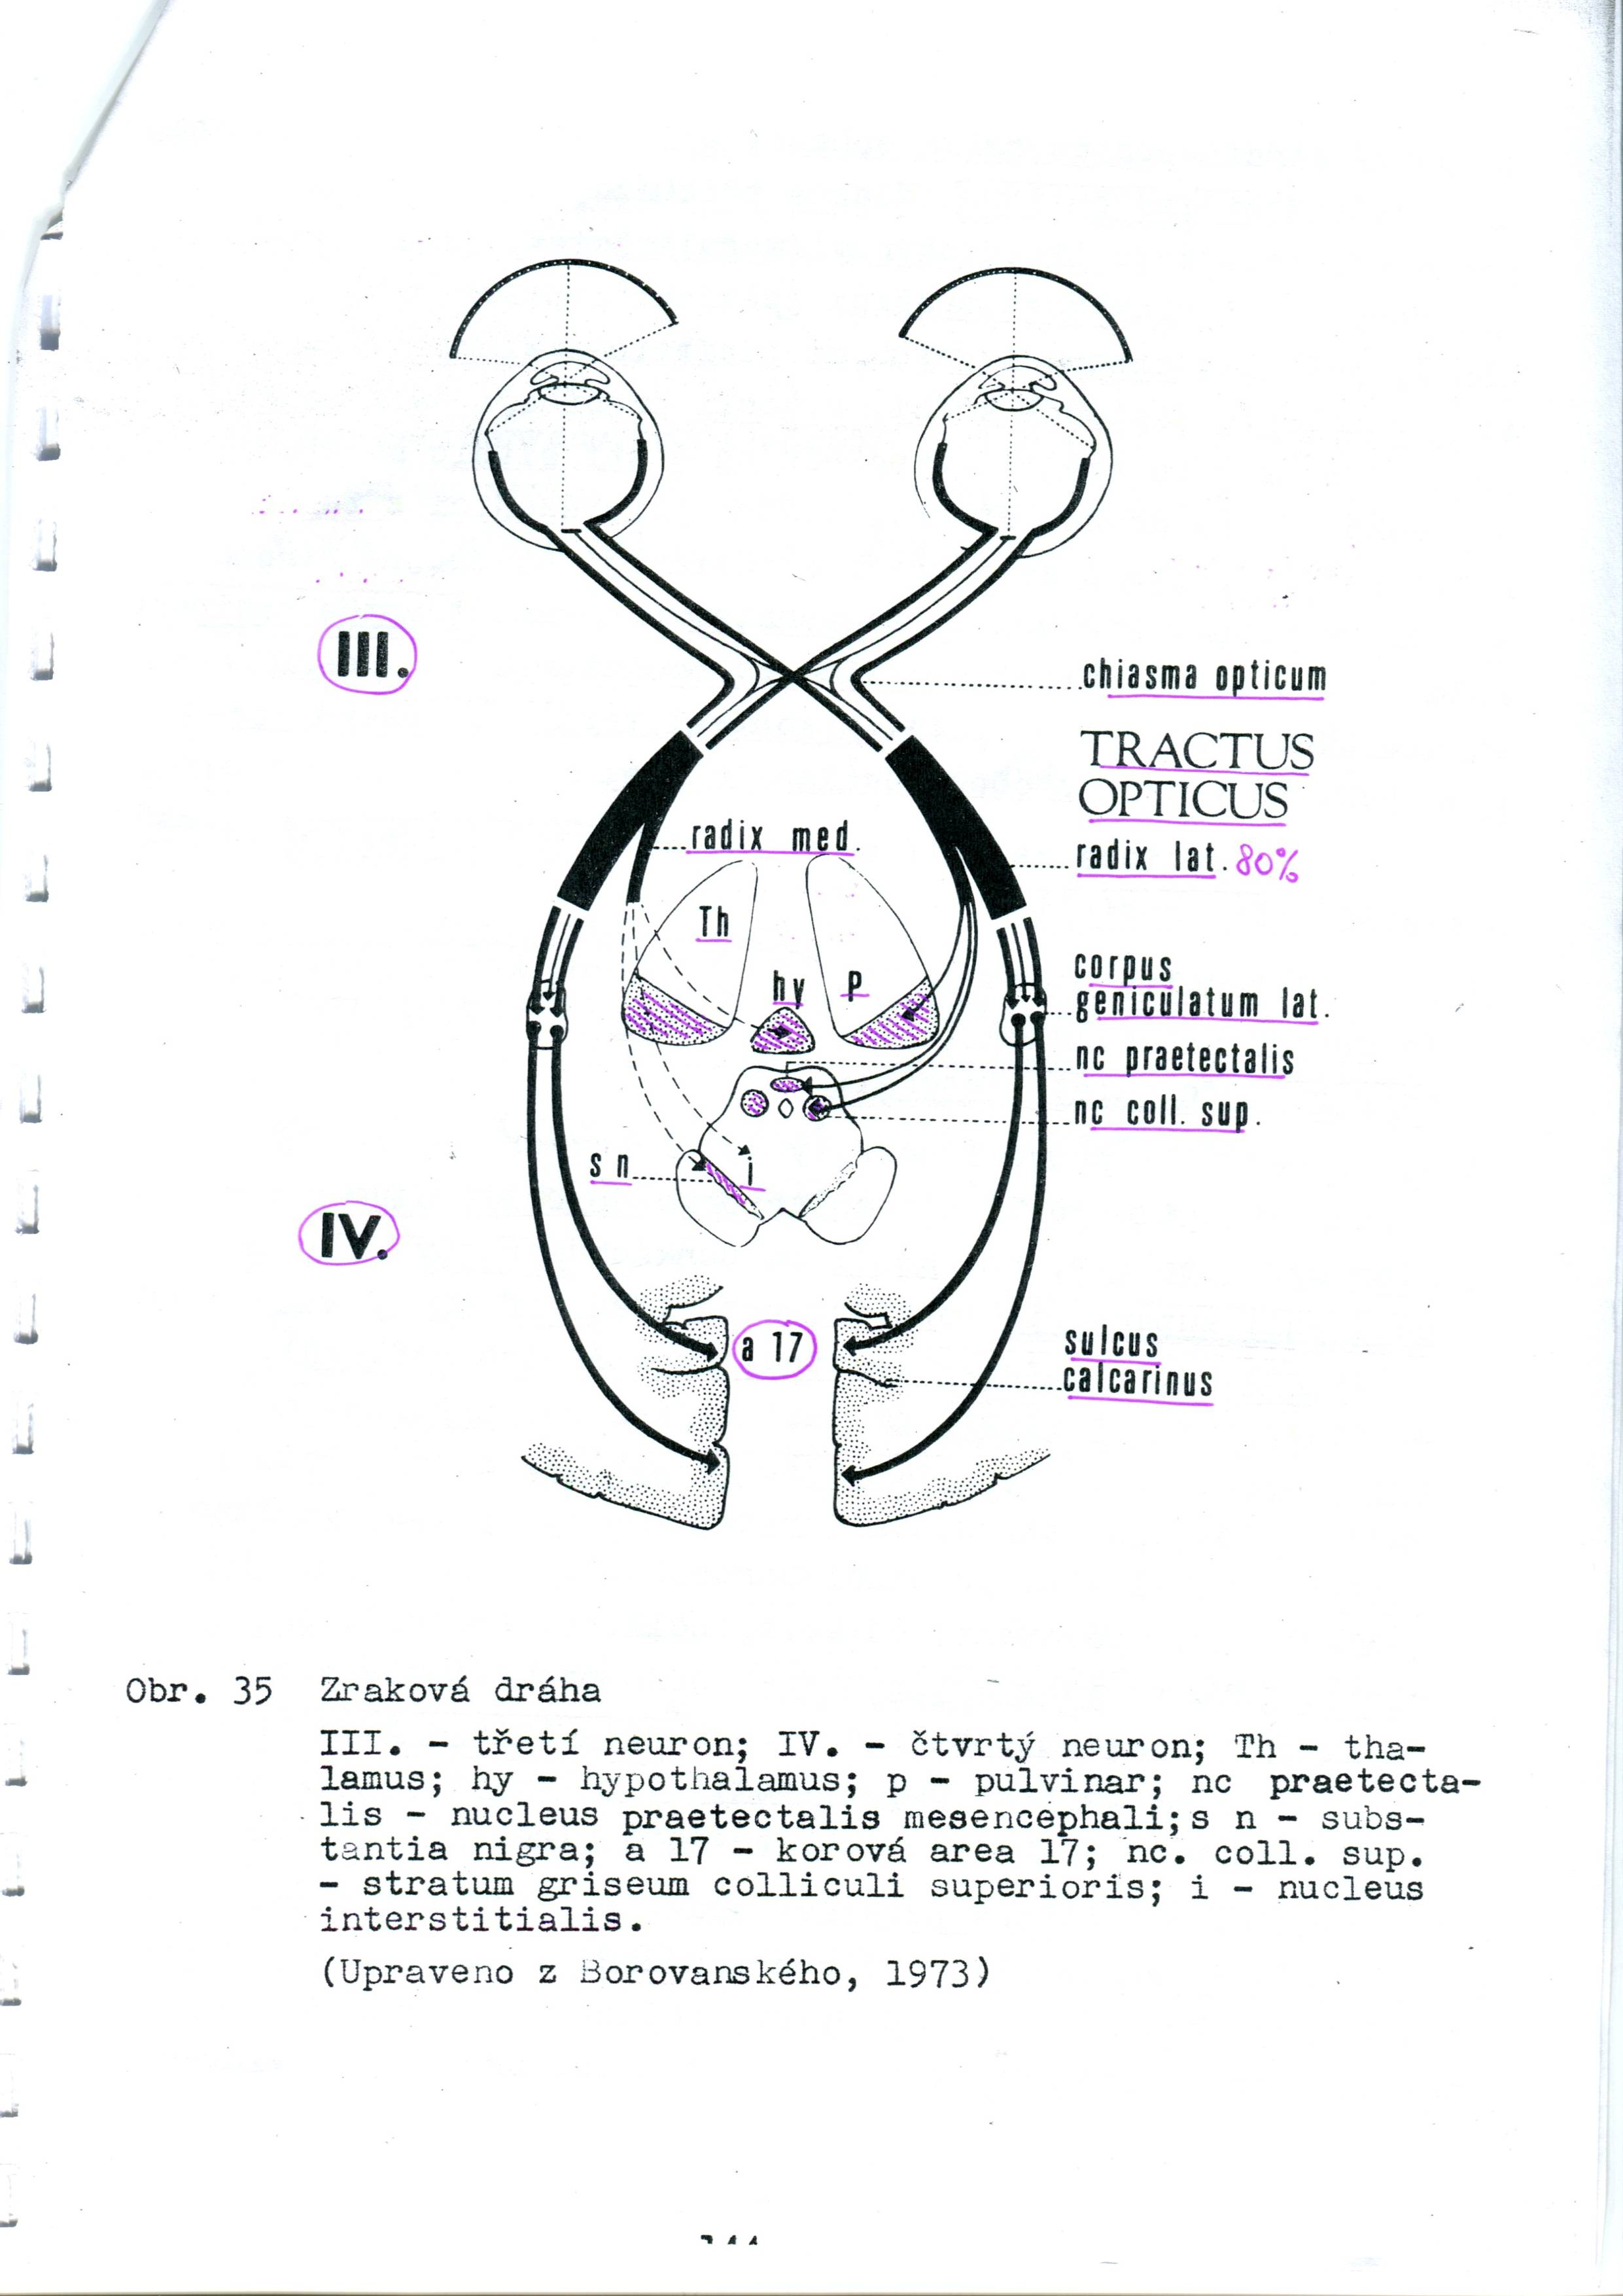 III.
chiasma opticum
TRACTUS
OPTICUS
radix med.
radix lat. 80%
Th
hy
p
corpus
geniculatum lat.
nc praetectalis
nc coll. sup.
s n
i
IV.
a 17
sulcus
calcarinus
Obr. 35 Zraková dráha
III. - třetí neuron; IV. - čtvrtý neuron; Th - tha-
lamus; hy - hypothalamus; p - pulvinar; nc praetecta-
lis - nucleus praetectalis mesencephali; s n - subs-
tantia nigra; a 17 - korová area 17; nc. coll. sup.
- stratum griseum colliculi superioris; i - nucleus
interstitialis.
(Upraveno z Borovanského, 1973)